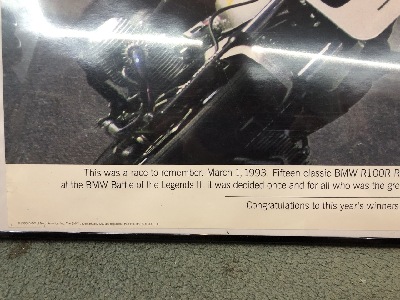 This was a race to remember. March 1, 1993. Fifteen classic BMW R100R R
at the BMW Battle of the Legends II, it was decided once and for all who was the gre
Congratulations to this year's winners